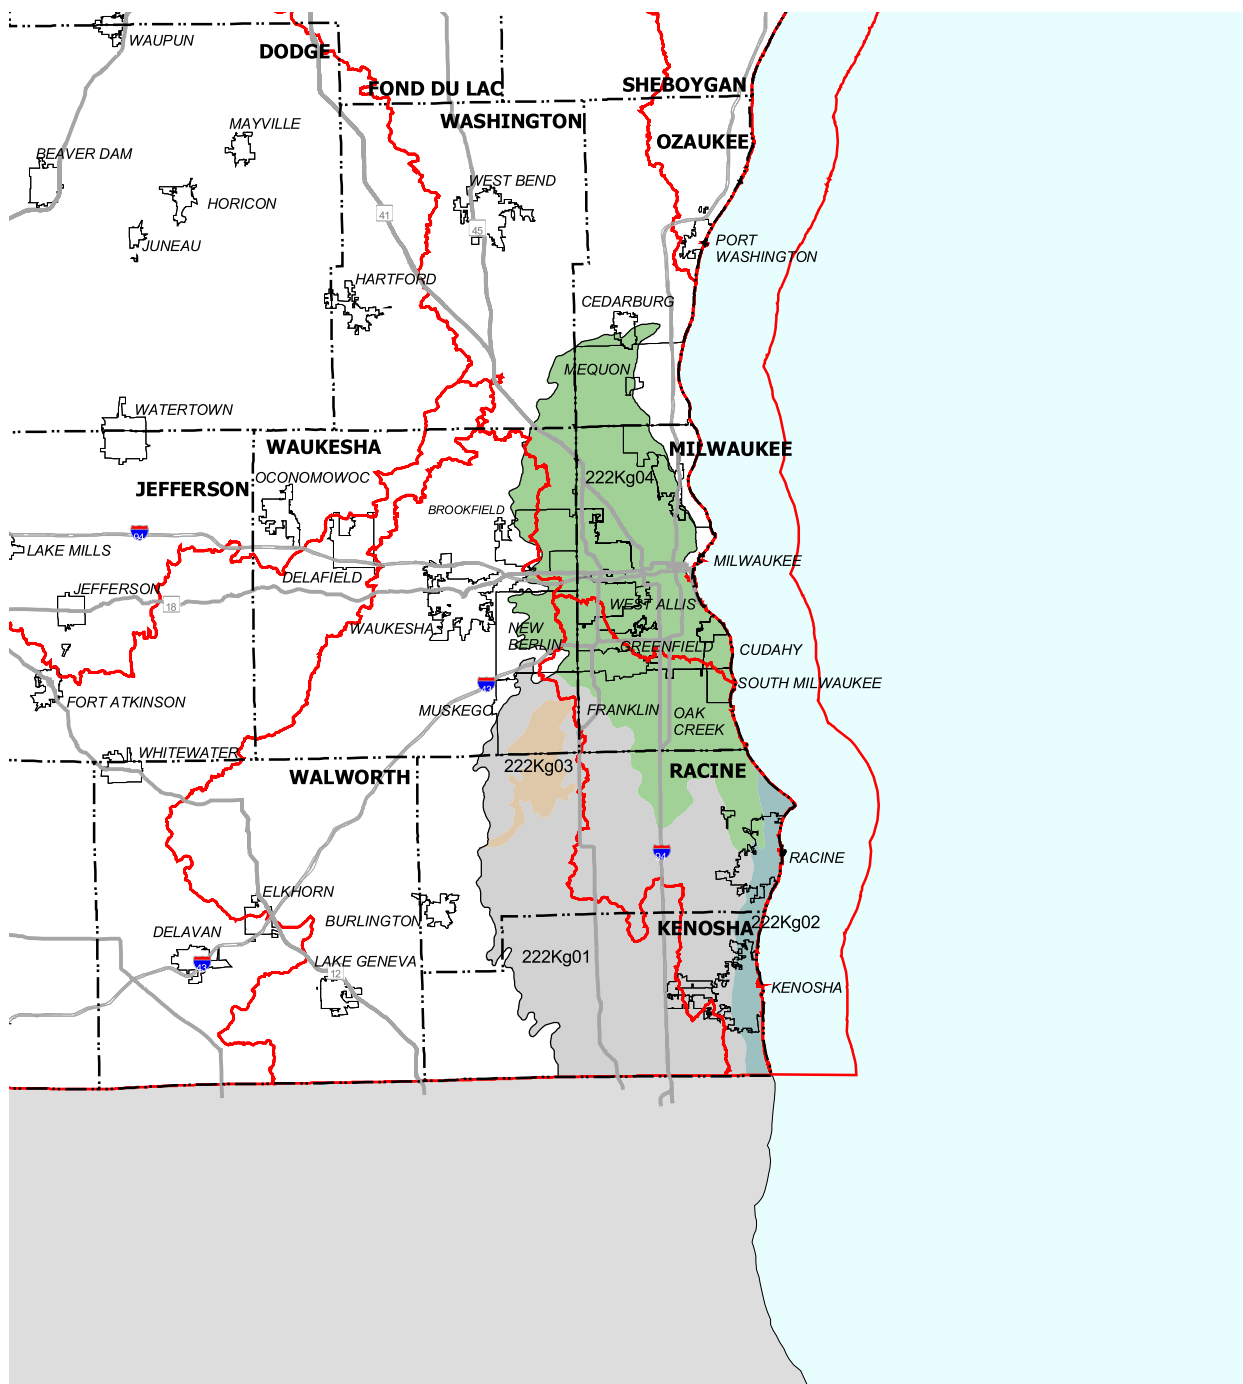 WAUPUN
DODGE
FOND DU LAC
SHEBOYGAN
WASHINGTON
MAYVILLE
OZAUKEE
BEAVER DAM
WEST BEND
HORICON
41
45
JUNEAU
PORT
WASHINGTON
HARTFORD
CEDARBURG
MEQUON
WATERTOWN
WAUKESHA
MILWAUKEE
OCONOMOWOC
222Kg04
JEFFERSON
BROOKFIELD
94
LAKE MILLS
MILWAUKEE
DELAFIELD
JEFFERSON
18
WEST ALLIS
WAUKESHA
NEW
BERLIN
GREENFIELD
CUDAHY
43
SOUTH MILWAUKEE
FORT ATKINSON
MUSKEGO
FRANKLIN
OAK
CREEK
WHITEWATER
222Kg03
RACINE
WALWORTH
94
RACINE
ELKHORN
BURLINGTON
222Kg02
KENOSHA
DELAVAN
222Kg01
LAKE GENEVA
43
12
KENOSHA